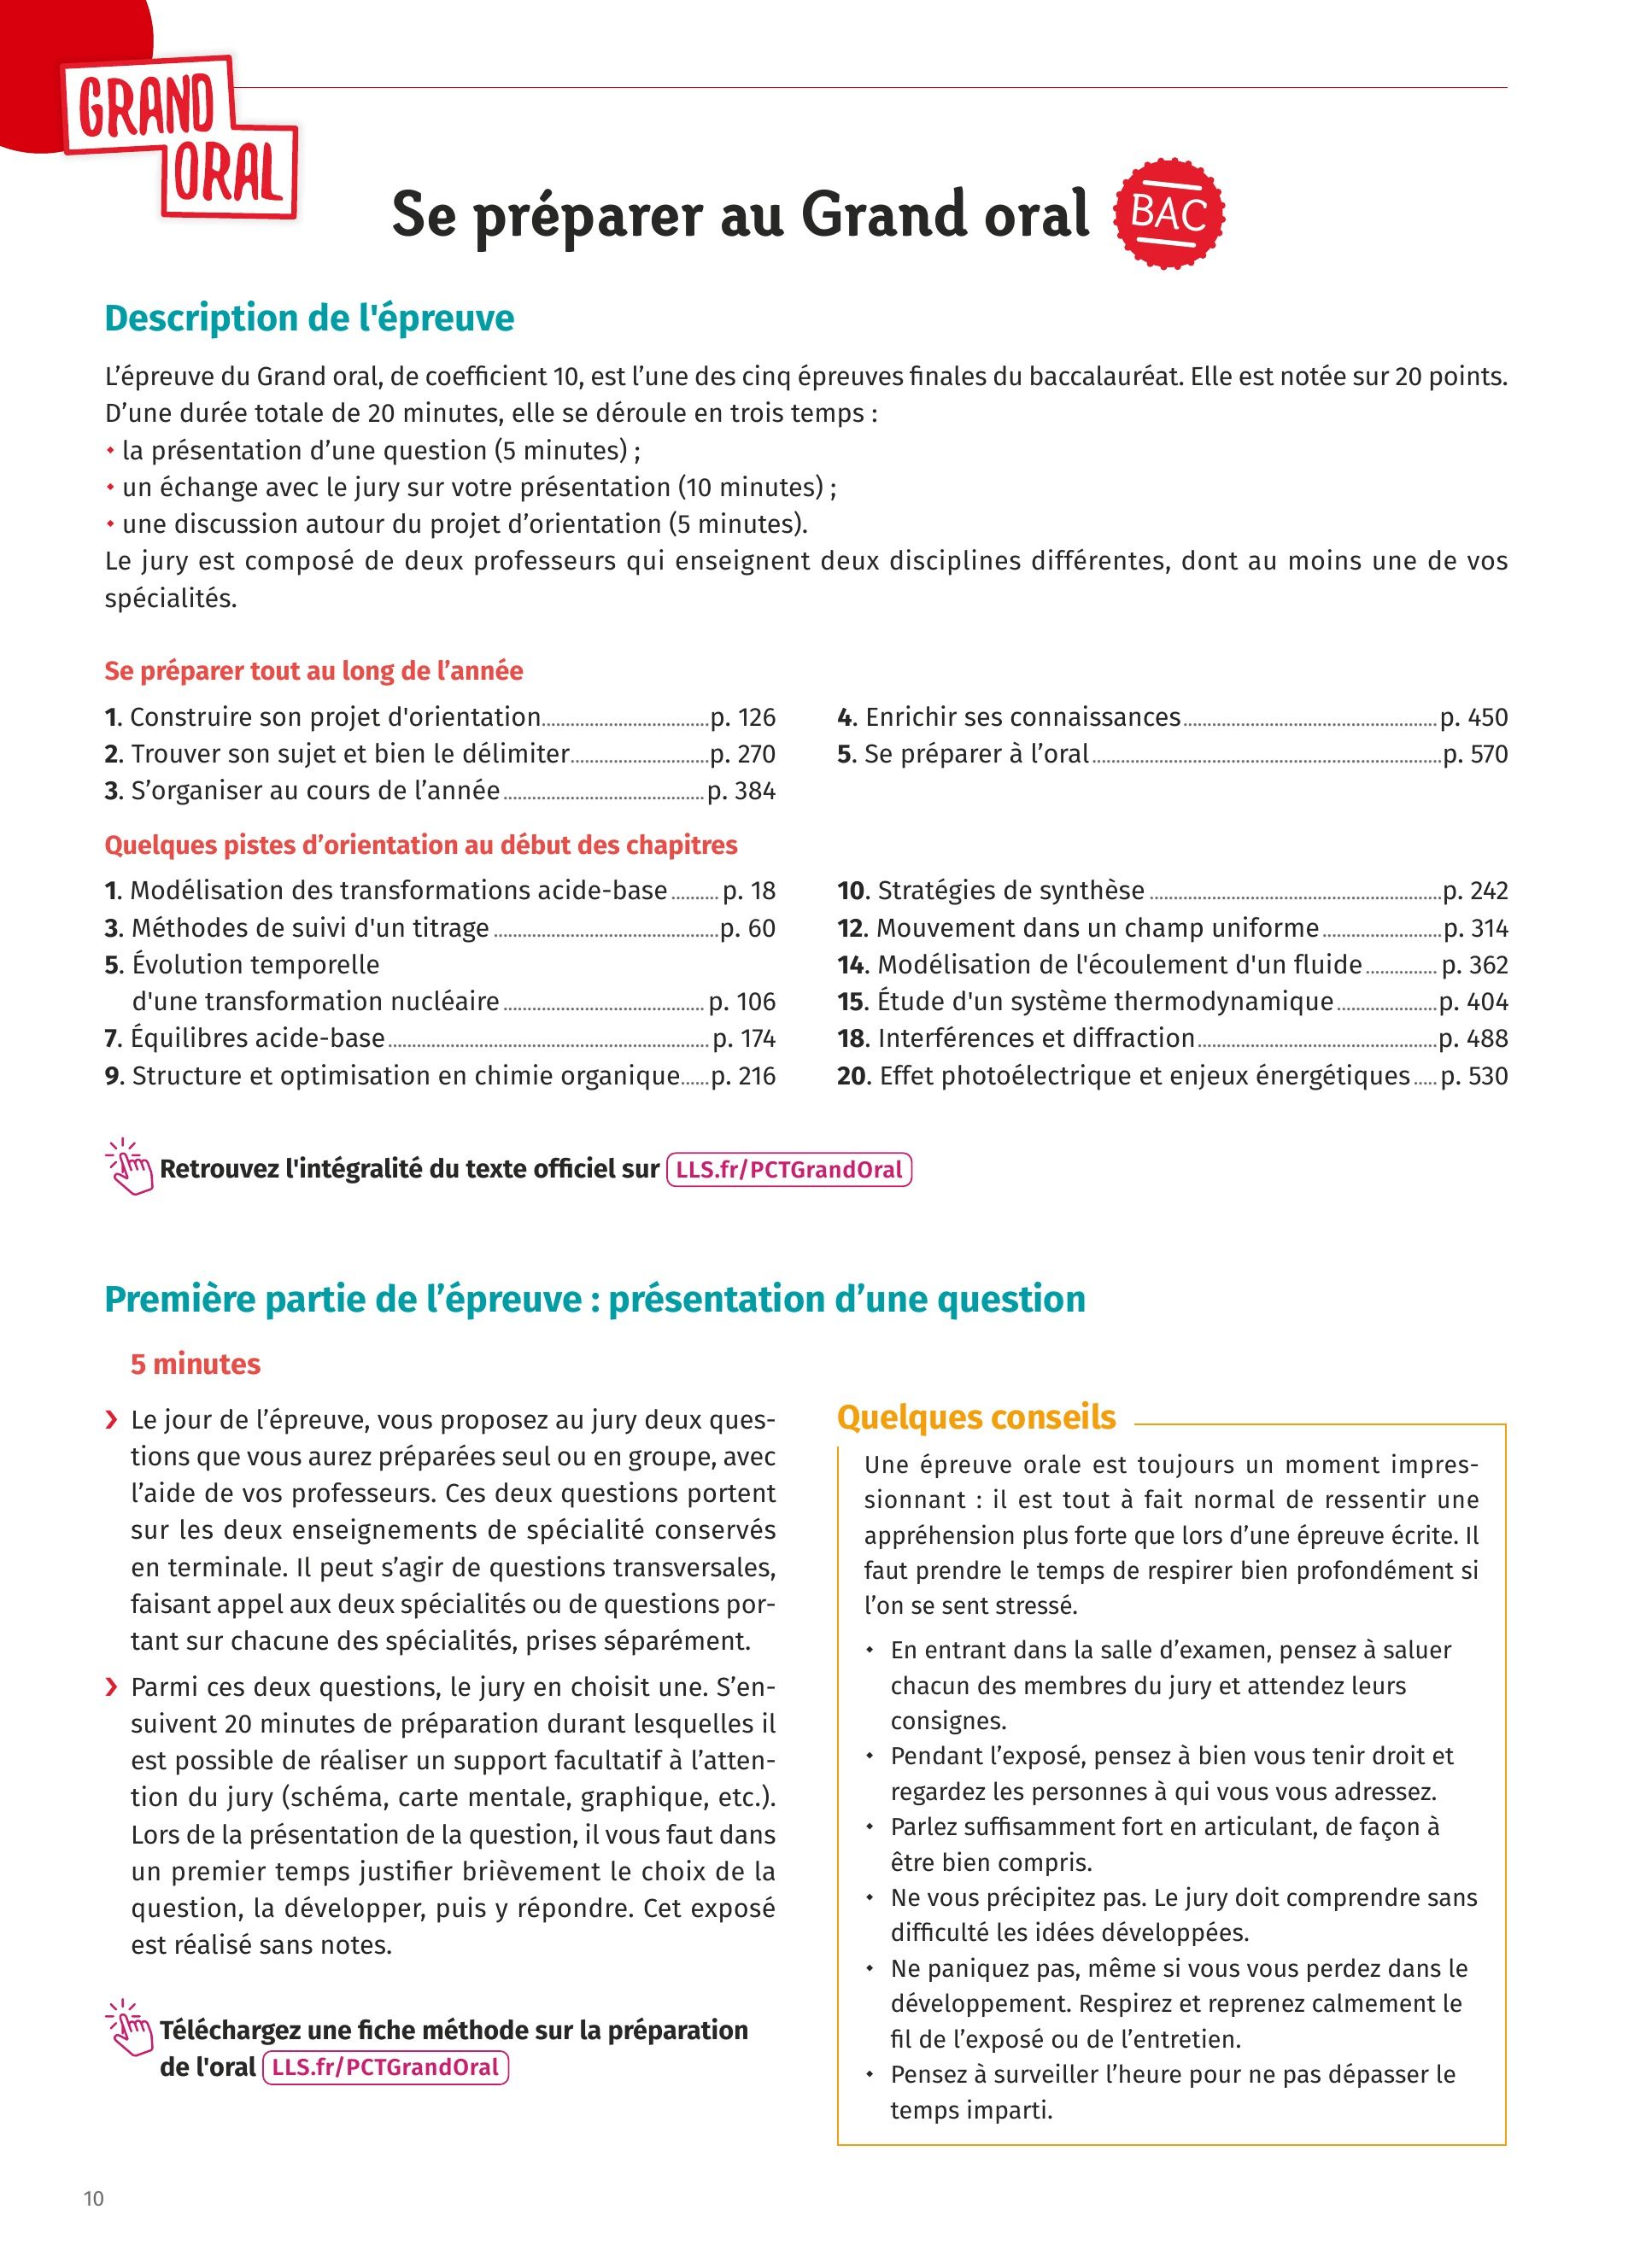 GRAND
ORAL
Se préparer au Grand oral
BAC
Description de l'épreuve
L’épreuve du Grand oral, de coefficient 10, est l’une des cinq épreuves finales du baccalauréat. Elle est notée sur 20 points.
D’une durée totale de 20 minutes, elle se déroule en trois temps :
• la présentation d’une question (5 minutes) ;
• un échange avec le jury sur votre présentation (10 minutes) ;
• une discussion autour du projet d’orientation (5 minutes).
Le jury est composé de deux professeurs qui enseignent deux disciplines différentes, dont au moins une de vos
spécialités.
Se préparer tout au long de l’année
1. Construire son projet d'orientation p. 126
2. Trouver son sujet et bien le délimiter p. 270
3. S’organiser au cours de l’année p. 384
4. Enrichir ses connaissances p. 450
5. Se préparer à l’oral p. 570
Quelques pistes d’orientation au début des chapitres
1. Modélisation des transformations acide-base p. 18
3. Méthodes de suivi d'un titrage p. 60
5. Évolution temporelle
d'une transformation nucléaire p. 106
7. Équilibres acide-base p. 174
9. Structure et optimisation en chimie organique p. 216
10. Stratégies de synthèse p. 242
12. Mouvement dans un champ uniforme p. 314
14. Modélisation de l'écoulement d'un fluide p. 362
15. Étude d'un système thermodynamique p. 404
18. Interférences et diffraction p. 488
20. Effet photoélectrique et enjeux énergétiques p. 530
Retrouvez l'intégralité du texte officiel sur LLS.fr/PCTGrandOral
Première partie de l’épreuve : présentation d’une question
5 minutes
› Le jour de l’épreuve, vous proposez au jury deux ques-
tions que vous aurez préparées seul ou en groupe, avec
l’aide de vos professeurs. Ces deux questions portent
sur les deux enseignements de spécialité conservés
en terminale. Il peut s’agir de questions transversales,
faisant appel aux deux spécialités ou de questions por-
tant sur chacune des spécialités, prises séparément.
› Parmi ces deux questions, le jury en choisit une. S’en-
suivent 20 minutes de préparation durant lesquelles il
est possible de réaliser un support facultatif à l’atten-
tion du jury (schéma, carte mentale, graphique, etc.).
Lors de la présentation de la question, il vous faut dans
un premier temps justifier brièvement le choix de la
question, la développer, puis y répondre. Cet exposé
est réalisé sans notes.
Téléchargez une fiche méthode sur la préparation
de l'oral LLS.fr/PCTGrandOral
Quelques conseils
Une épreuve orale est toujours un moment impres-
sionnant : il est tout à fait normal de ressentir une
appréhension plus forte que lors d’une épreuve écrite. Il
faut prendre le temps de respirer bien profondément si
l’on se sent stressé.
• En entrant dans la salle d’examen, pensez à saluer
chacun des membres du jury et attendez leurs
consignes.
• Pendant l’exposé, pensez à bien vous tenir droit et
regardez les personnes à qui vous vous adressez.
• Parlez suffisamment fort en articulant, de façon à
être bien compris.
• Ne vous précipitez pas. Le jury doit comprendre sans
difficulté les idées développées.
• Ne paniquez pas, même si vous vous perdez dans le
développement. Respirez et reprenez calmement le
fil de l’exposé ou de l’entretien.
• Pensez à surveiller l’heure pour ne pas dépasser le
temps imparti.
10